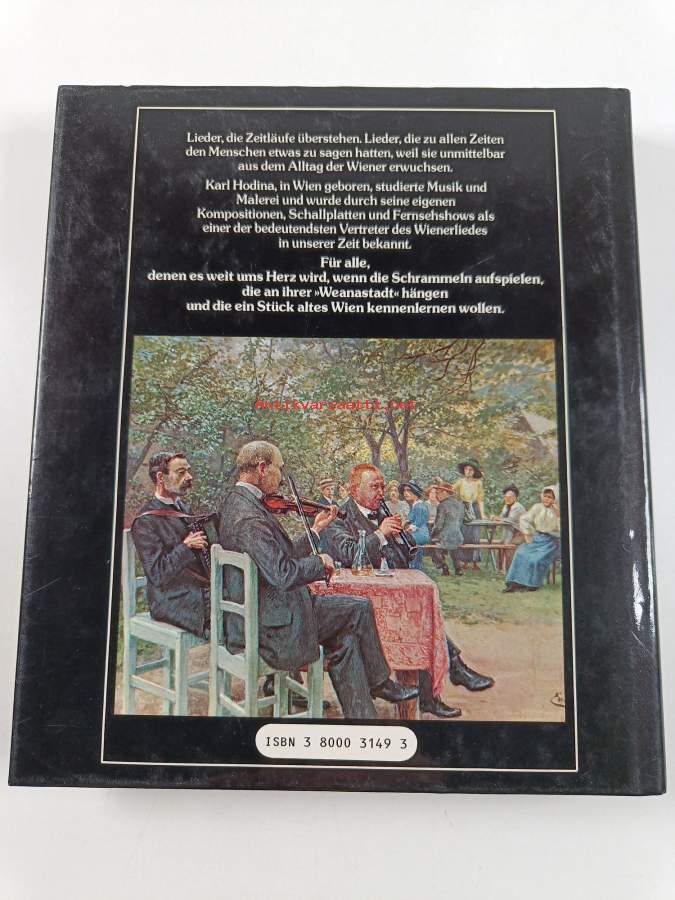 Lieder, die Zeitläufe überstehen. Lieder, die zu allen Zeiten
den Menschen etwas zu sagen hatten, weil sie unmittelbar
aus dem Alltag der Wiener erwuchsen.
Karl Hodina, in Wien geboren, studierte Musik und
Malerei und wurde durch seine eigenen
Kompositionen, Schallplatten und Fernsehshows als
einer der bedeutendsten Vertreter des Wienerliedes
in unserer Zeit bekannt.
Für alle,
denen es weit ums Herz wird, wenn die Schrammeln aufspielen,
die an ihrer »Weanastadt« hängen
und die ein Stück altes Wien kennenlernen wollen.
Antikvariaatti.net
ISBN 3 8000 3149 3